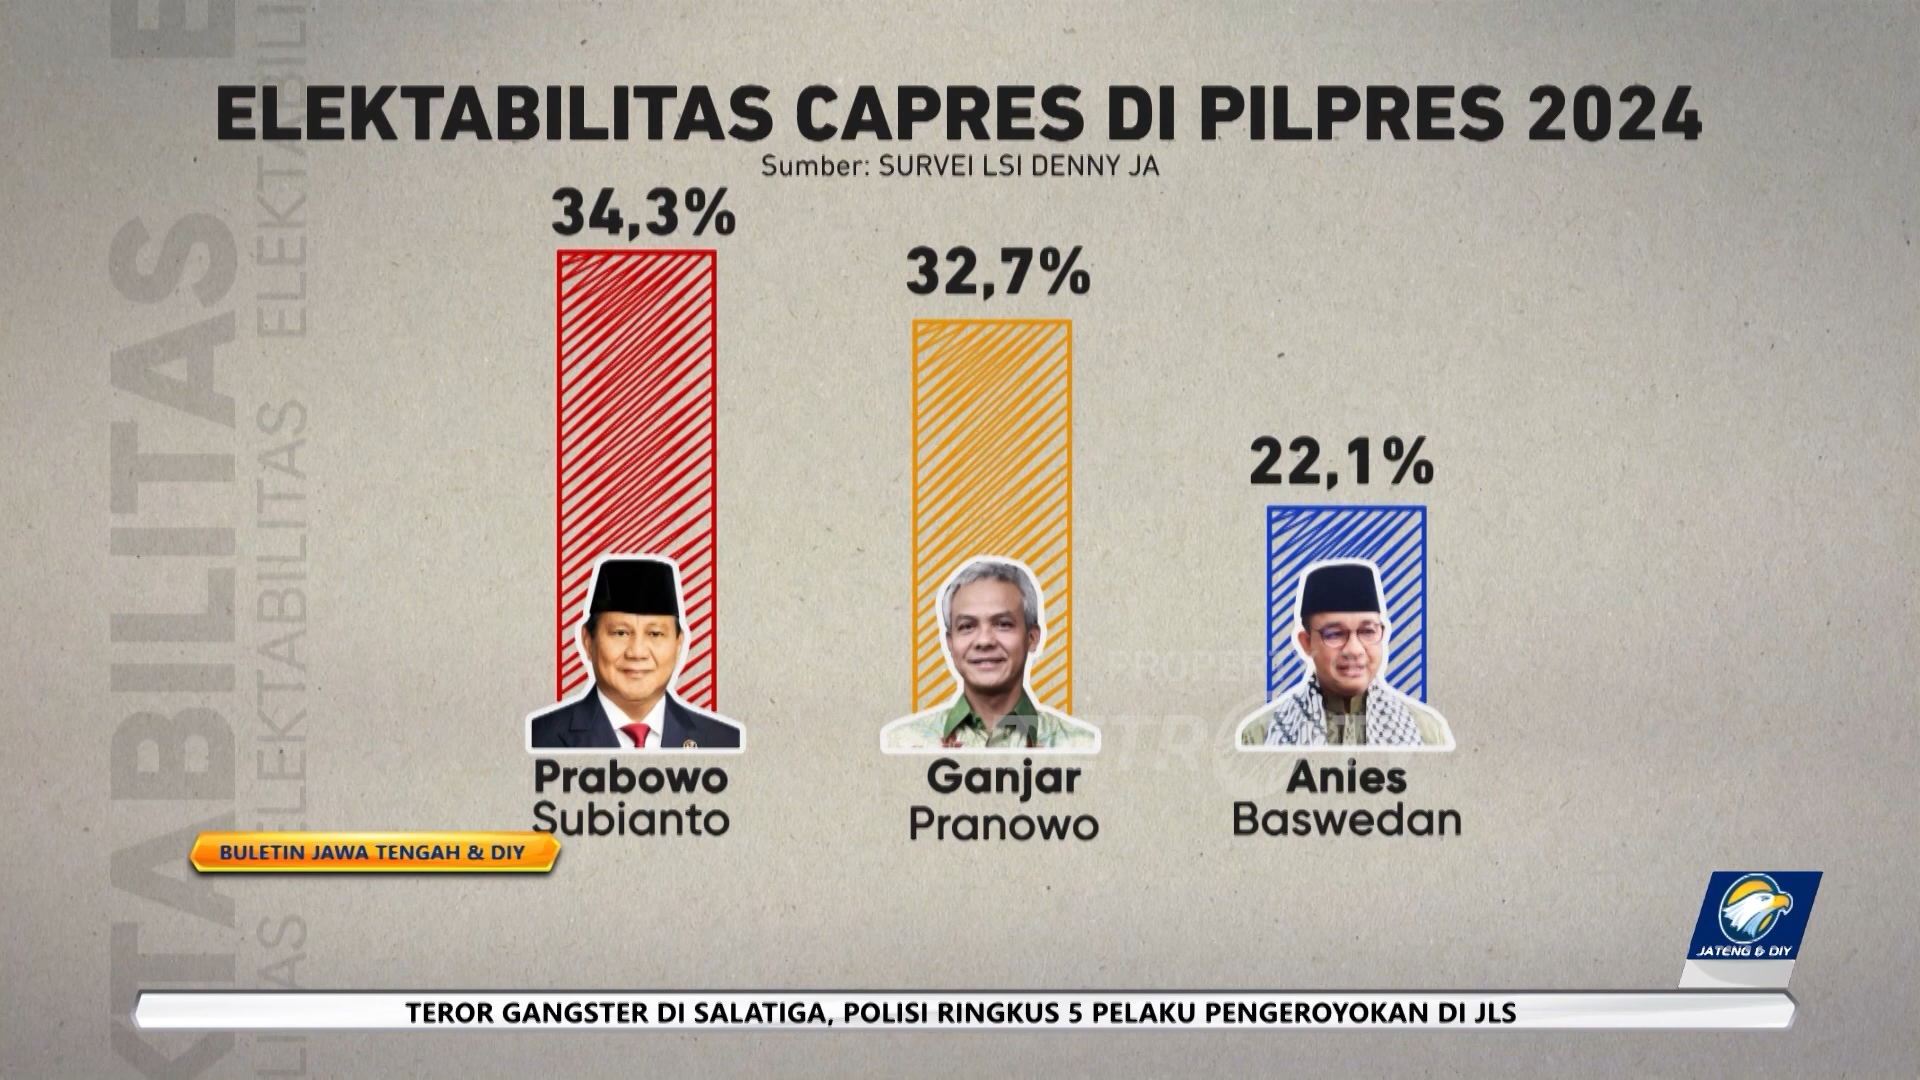 ELEKTABILITAS CAPRES DI PILPRES 2024
Sumber: SURVEI LSI DENNY JA
34,3%
32,7%
22,1%
Prabowo
Subianto
Ganjar
Pranowo
Anies
Baswedan
BULETIN JAWA TENGAH & DIY
JATENG & DIY
TEROR GANGSTER DI SALATIGA, POLISI RINGKUS 5 PELAKU PENGEROYOKAN DI JLS
ELEKTABILITAS
ELEKTABILITAS